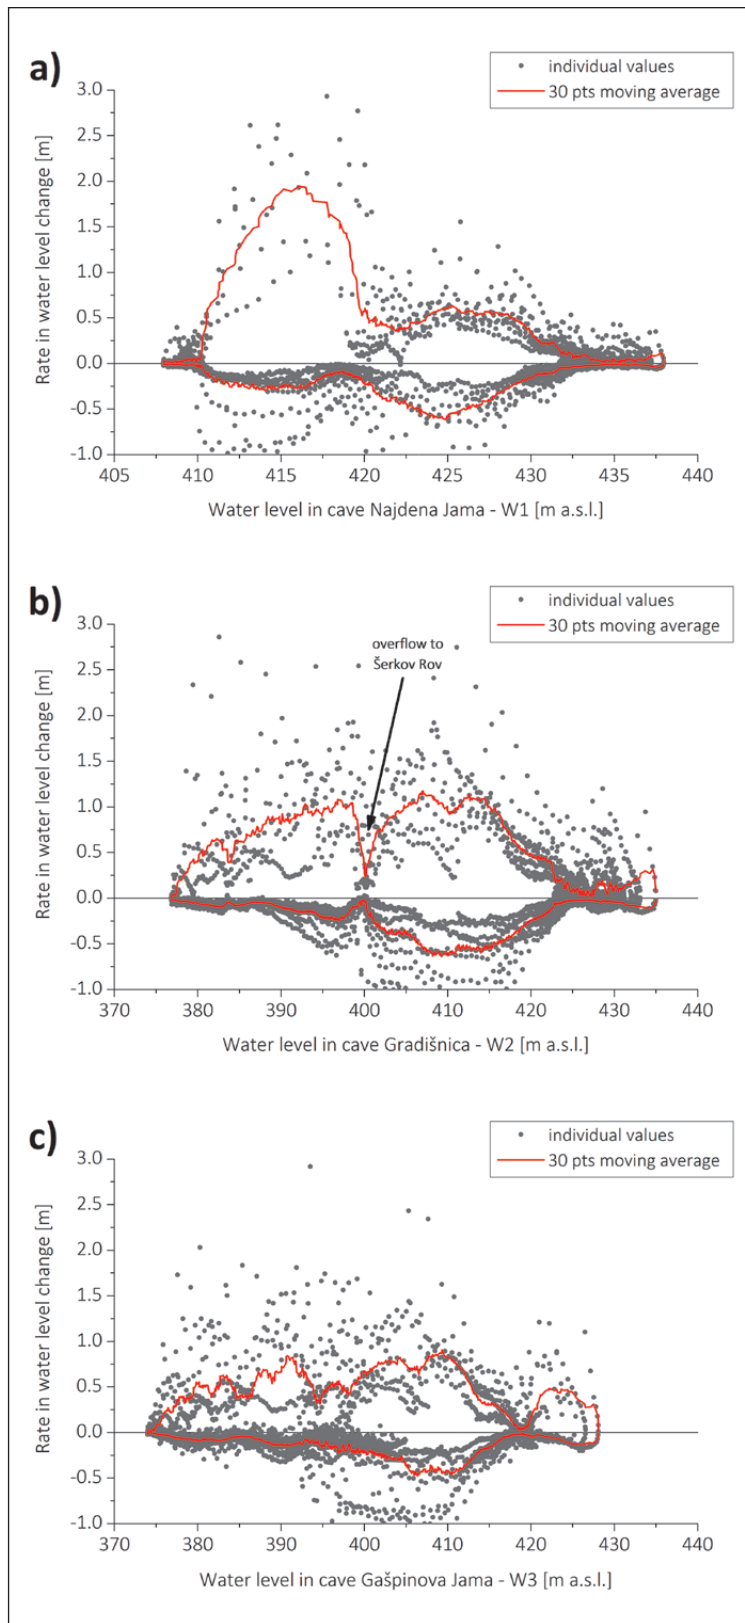 a)
individual values
30 pts moving average
Rate in water level change [m]
3.0
2.5
2.0
1.5
1.0
0.5
0.0
-0.5
-1.0
405 410 415 420 425 430 435 440
Water level in cave Najdena Jama - W1 [m a.s.l.]
b)
individual values
30 pts moving average
overflow to
Šerkov Rov
Rate in water level change [m]
3.0
2.5
2.0
1.5
1.0
0.5
0.0
-0.5
-1.0
370 380 390 400 410 420 430 440
Water level in cave Gradišnica - W2 [m a.s.l.]
c)
individual values
30 pts moving average
Rate in water level change [m]
3.0
2.5
2.0
1.5
1.0
0.5
0.0
-0.5
-1.0
370 380 390 400 410 420 430 440
Water level in cave Gašpinova Jama - W3 [m a.s.l.]